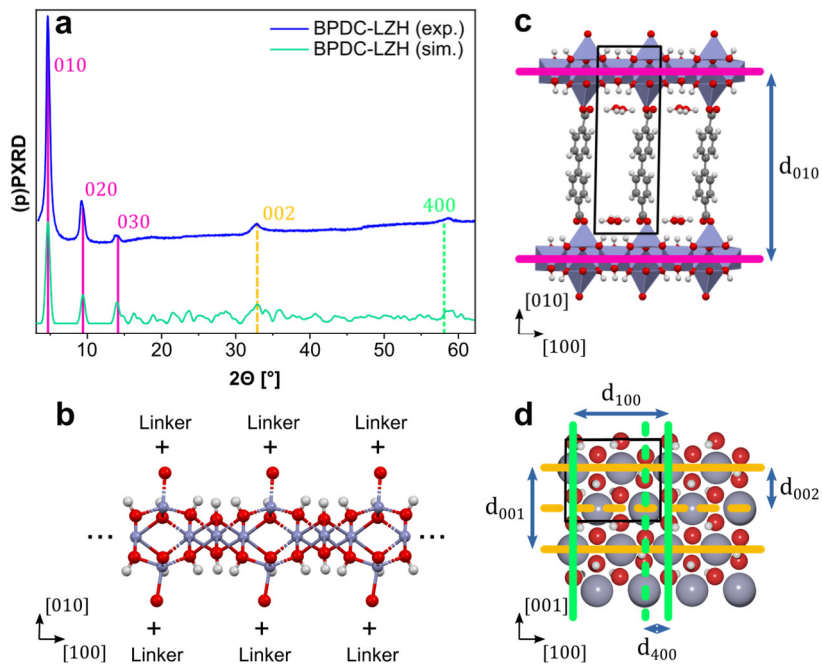 a
BPDC-LZH (exp.)
BPDC-LZH (sim.)
010
020
030
002
400
(p)PXRD
10 20 30 40 50 60
2Θ [°]
b
Linker Linker Linker
+ + +
... ...
+ + +
Linker Linker Linker
[010]
[100]
c
d010
[010]
[100]
d
d100
d001
d002
d400
[001]
[100]